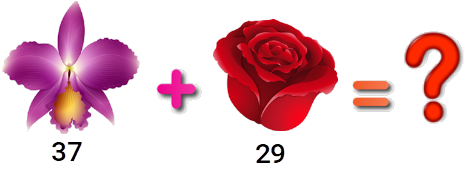 + = ?
37 29